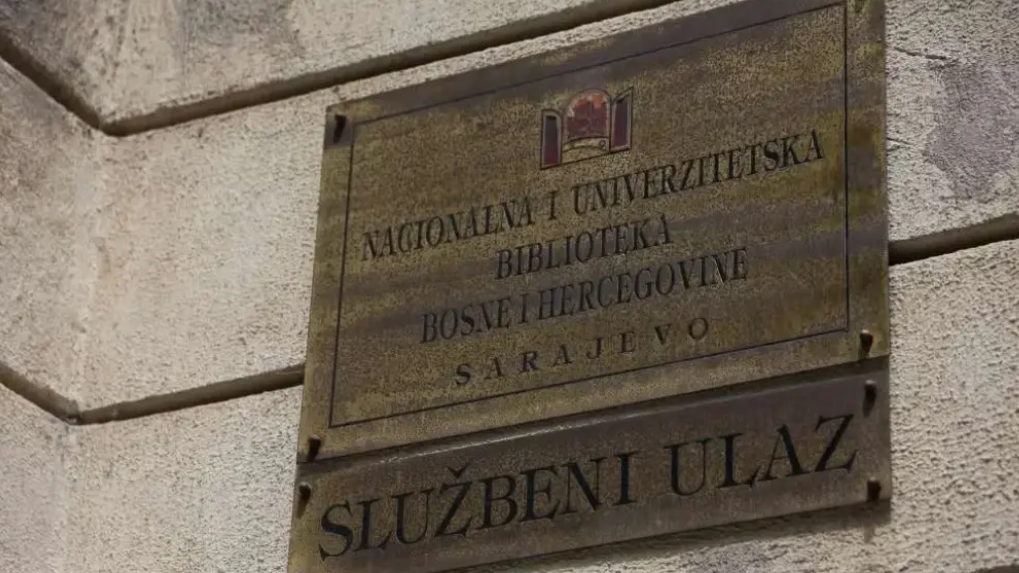 NACIONALNA I UNIVERZITETSKA
BIBLIOTEKA
BOSNE I HERCEGOVINE
SARAJEVO
SLUŽBENI ULAZ